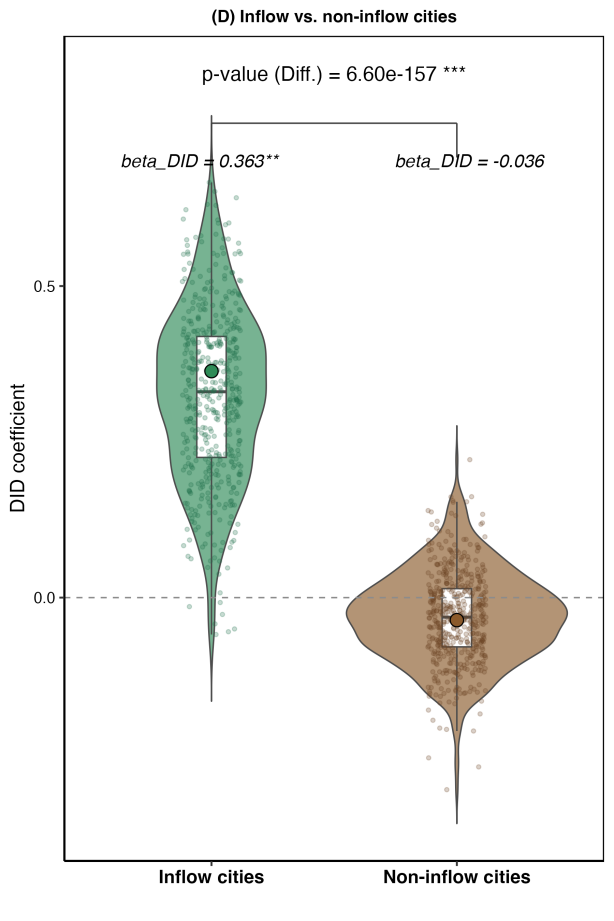 (D) Inflow vs. non-inflow cities
p-value (Diff.) = 6.60e-157 ***
beta_DID = 0.363** beta_DID = -0.036
0.5
DID coefficient
0.0
Inflow cities Non-inflow cities